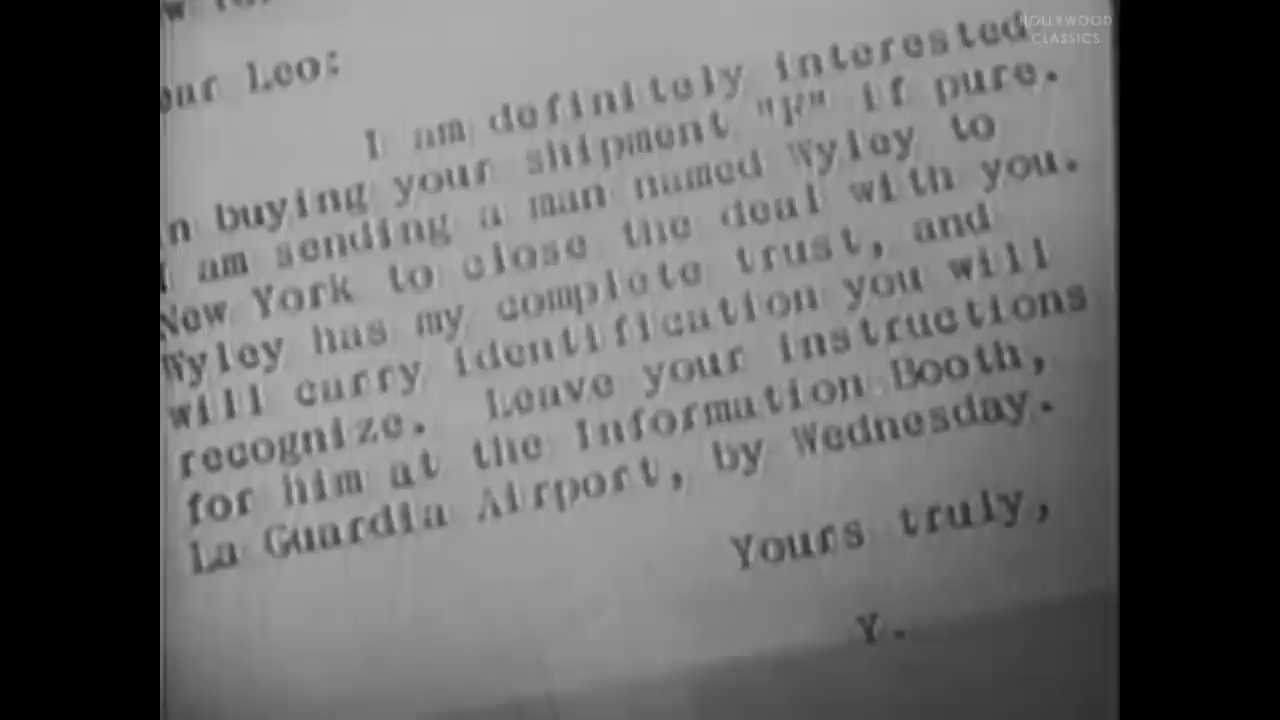 HOLLYWOOD
CLASSICS
ear Leo:
I am definitely interested
in buying your shipment "R" if pure.
I am sending a man named Wyley to
New York to close the deal with you.
Wyley has my complete trust, and
will carry identification you will
recognize. Leave your instructions
for him at the Information Booth,
La Guardia Airport, by Wednesday.
Yours truly,
Y.